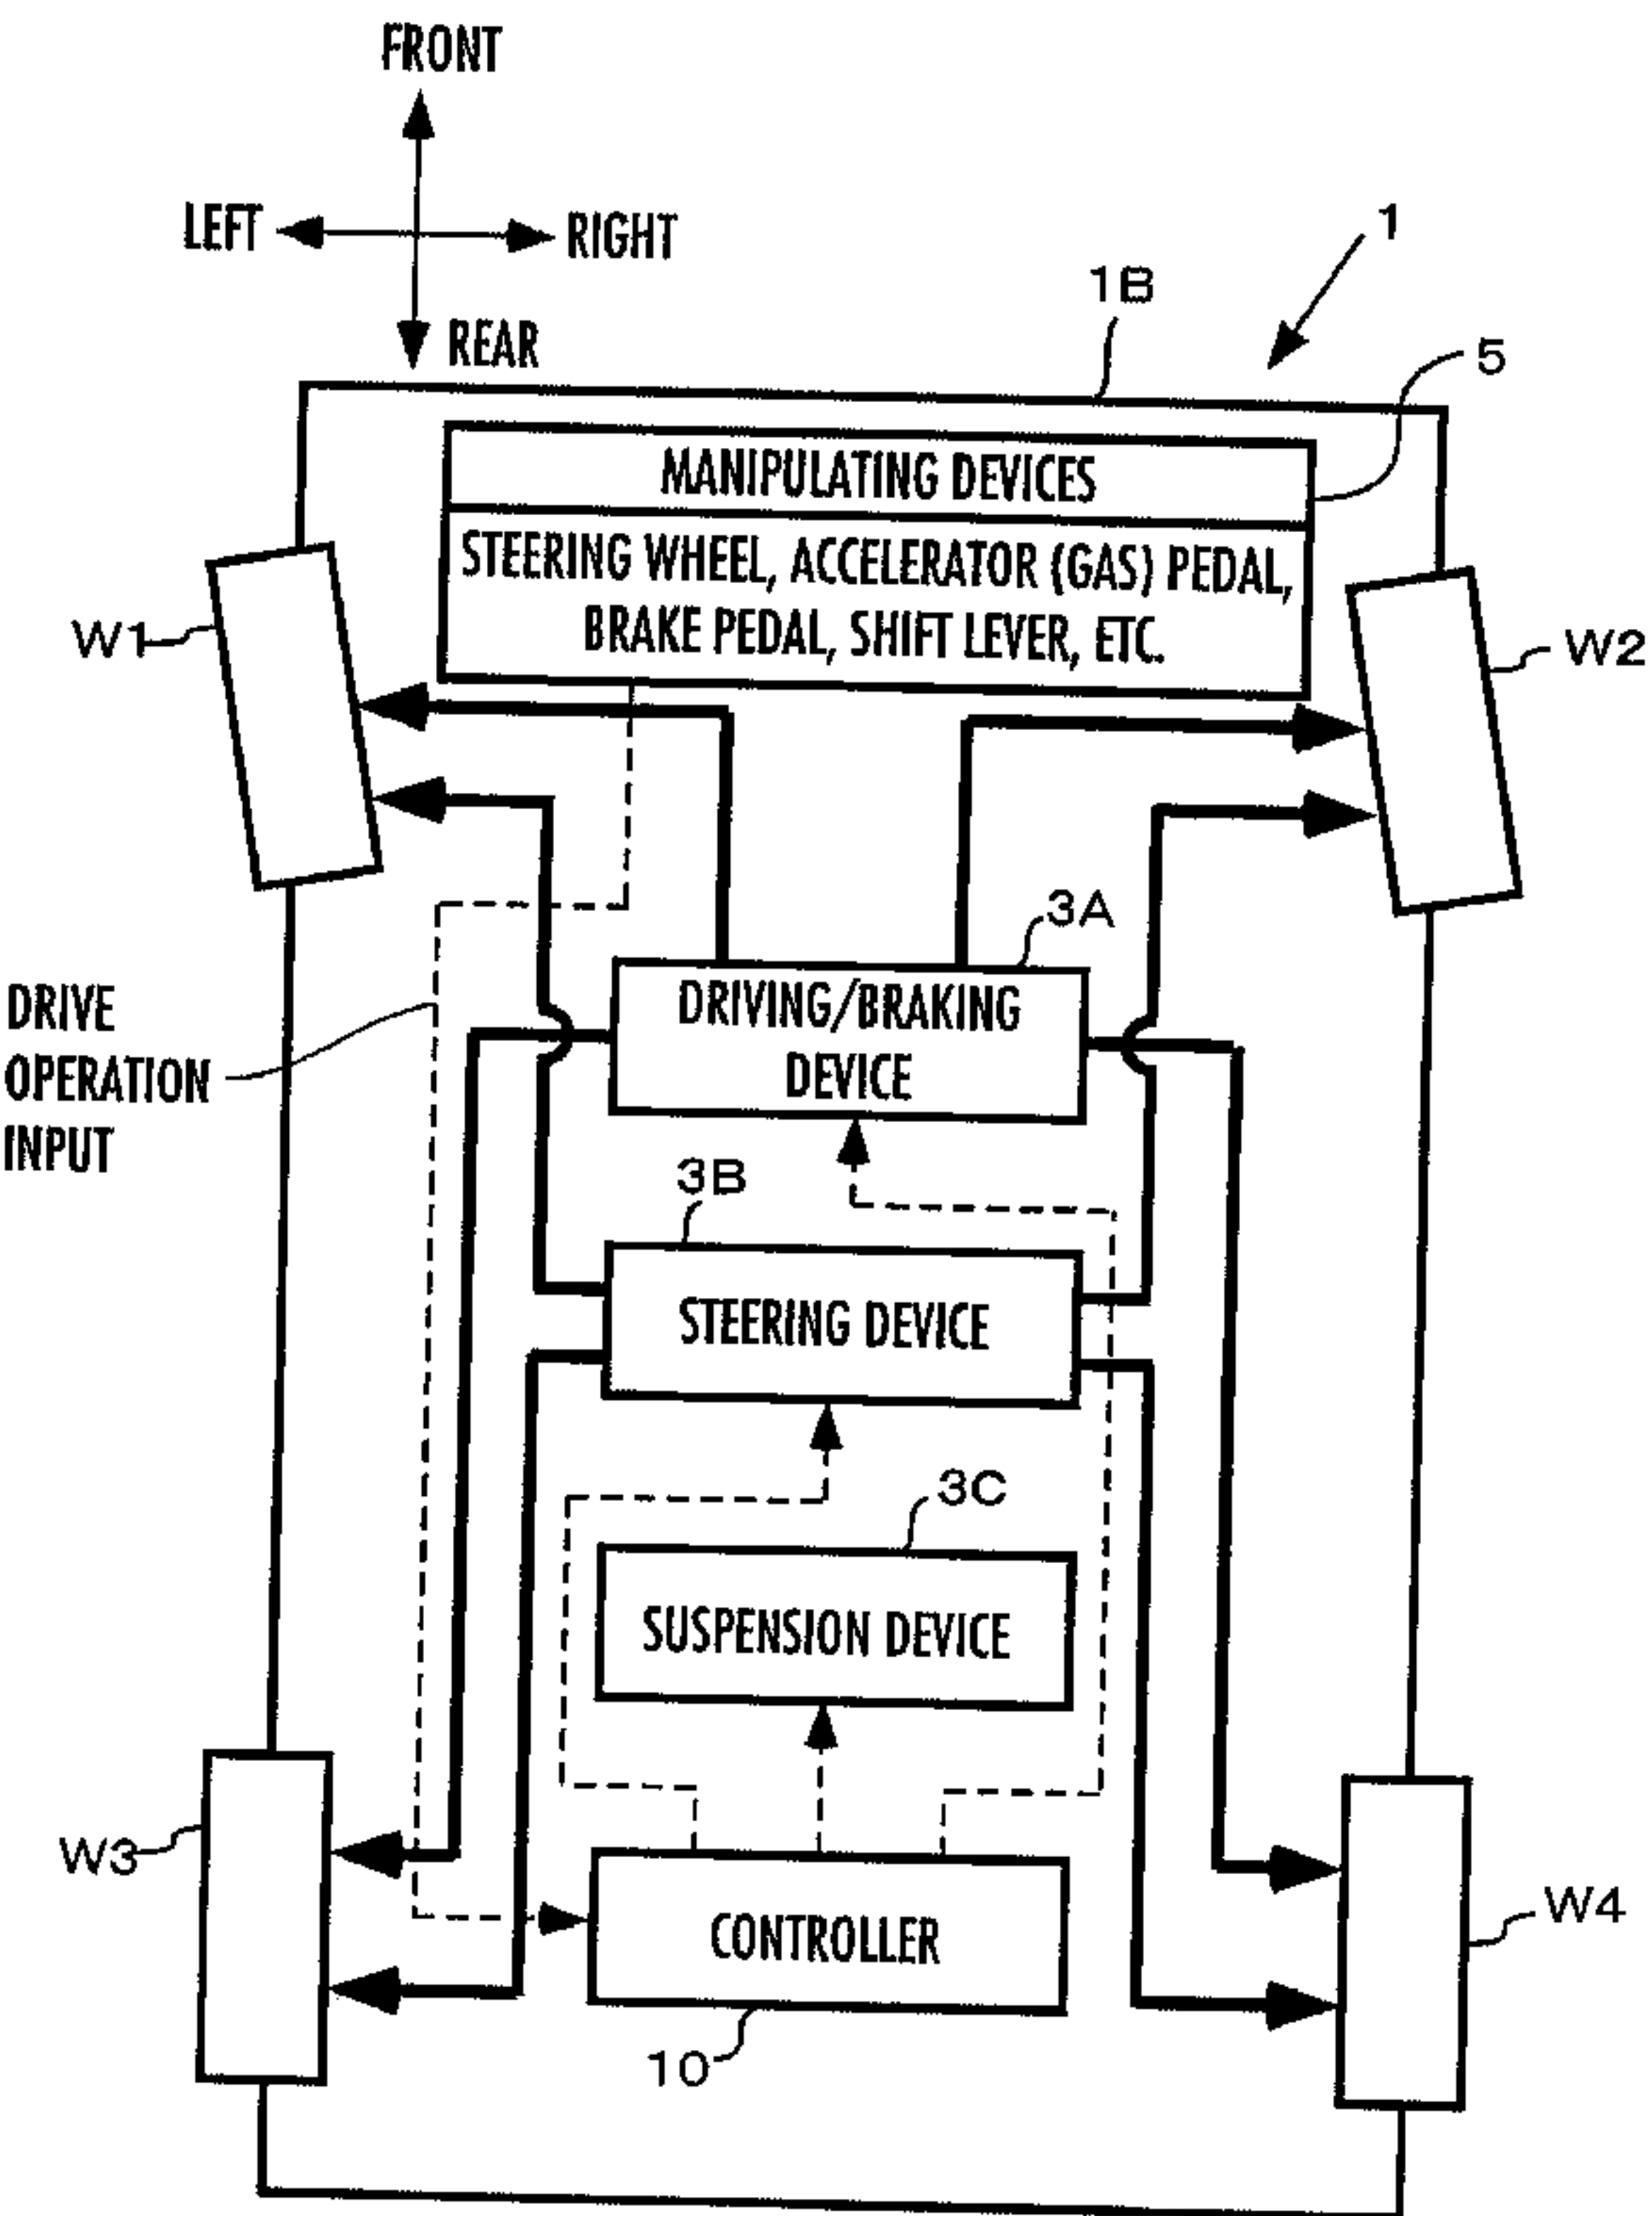 FRONT
LEFT
RIGHT
REAR
1
1B
5
MANIPULATING DEVICES
STEERING WHEEL, ACCELERATOR (GAS) PEDAL,
BRAKE PEDAL, SHIFT LEVER, ETC.
W1
W2
3A
DRIVING/BRAKING
DEVICE
DRIVE
OPERATION
INPUT
3B
STEERING DEVICE
3C
SUSPENSION DEVICE
W3
W4
CONTROLLER
10